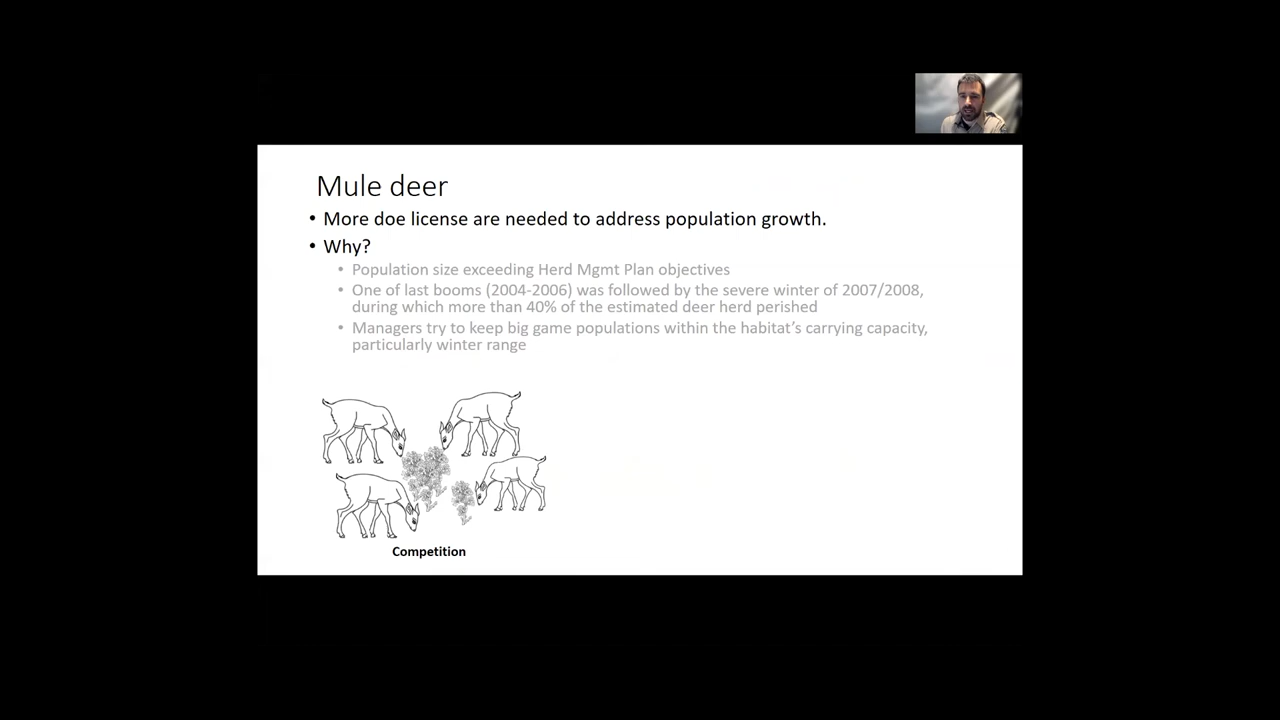 Mule deer
• More doe license are needed to address population growth.
• Why?
• Population size exceeding Herd Mgmt Plan objectives
• One of last booms (2004-2006) was followed by the severe winter of 2007/2008,
during which more than 40% of the estimated deer herd perished
• Managers try to keep big game populations within the habitat's carrying capacity,
particularly winter range
Competition